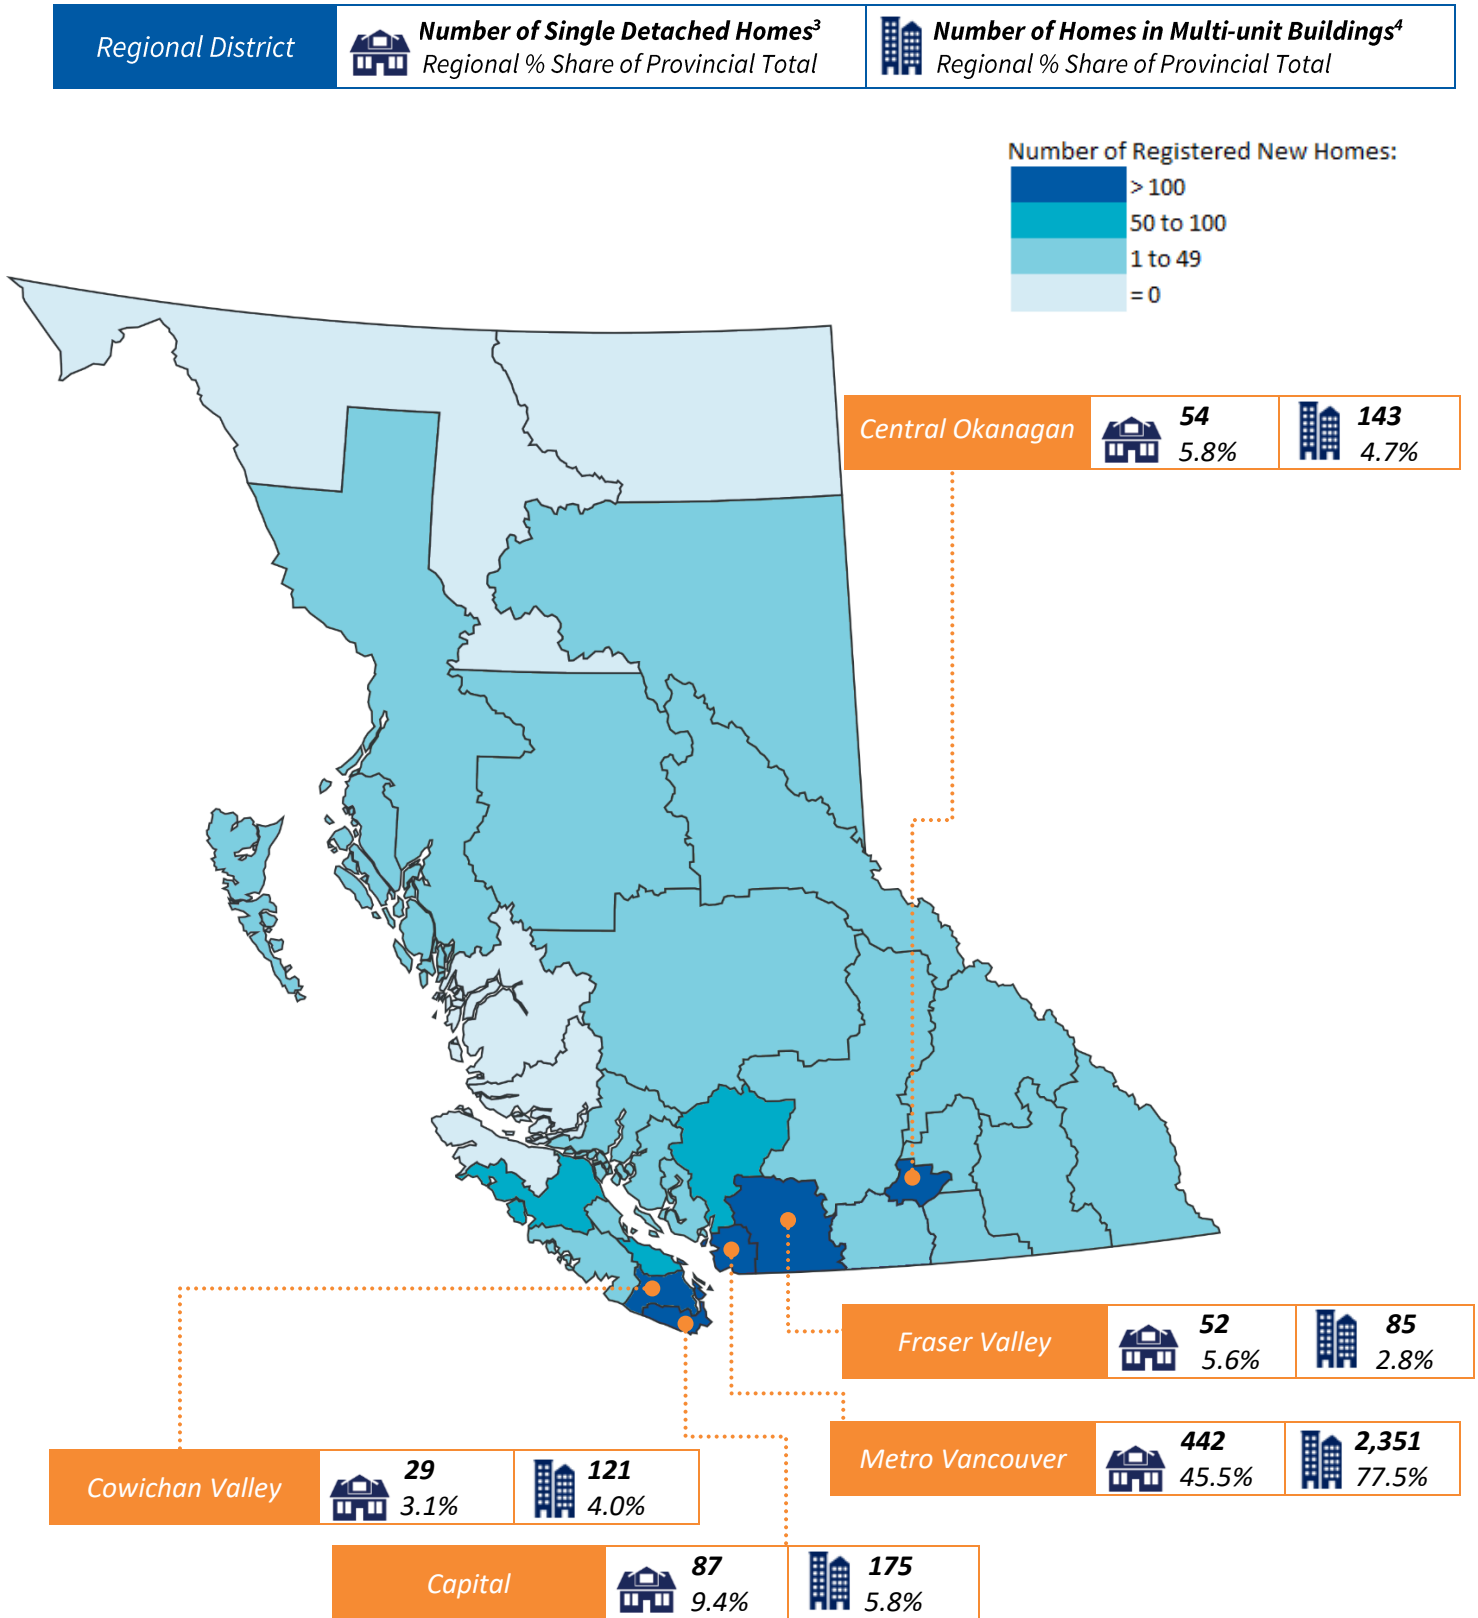 Regional District
Number of Single Detached Homes³
Regional % Share of Provincial Total
Number of Homes in Multi-unit Buildings⁴
Regional % Share of Provincial Total
Number of Registered New Homes:
> 100
50 to 100
1 to 49
= 0
Central Okanagan
54
5.8%
143
4.7%
Fraser Valley
52
5.6%
85
2.8%
Metro Vancouver
442
45.5%
2,351
77.5%
Cowichan Valley
29
3.1%
121
4.0%
Capital
87
9.4%
175
5.8%